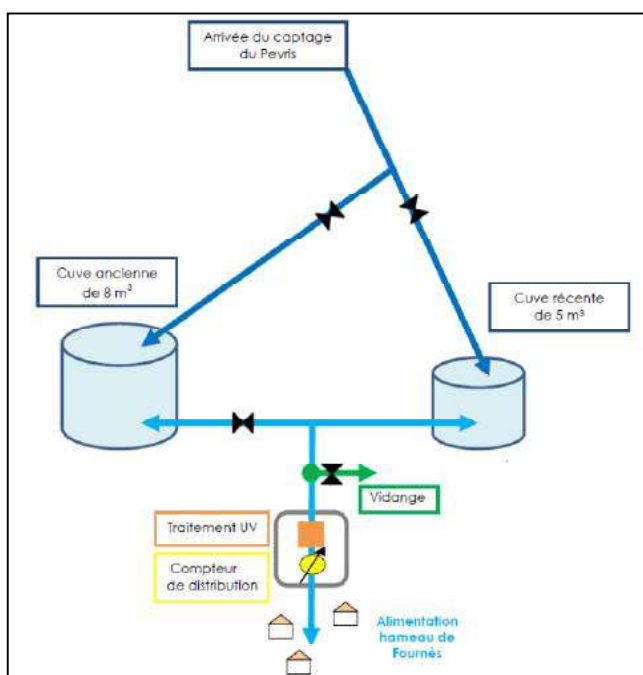 Arrivée du captage
du Peyris
Cuve ancienne
de 8 m³
Cuve récente
de 5 m³
Vidange
Traitement UV
Compteur
de distribution
Alimentation
hameau de
Fournès